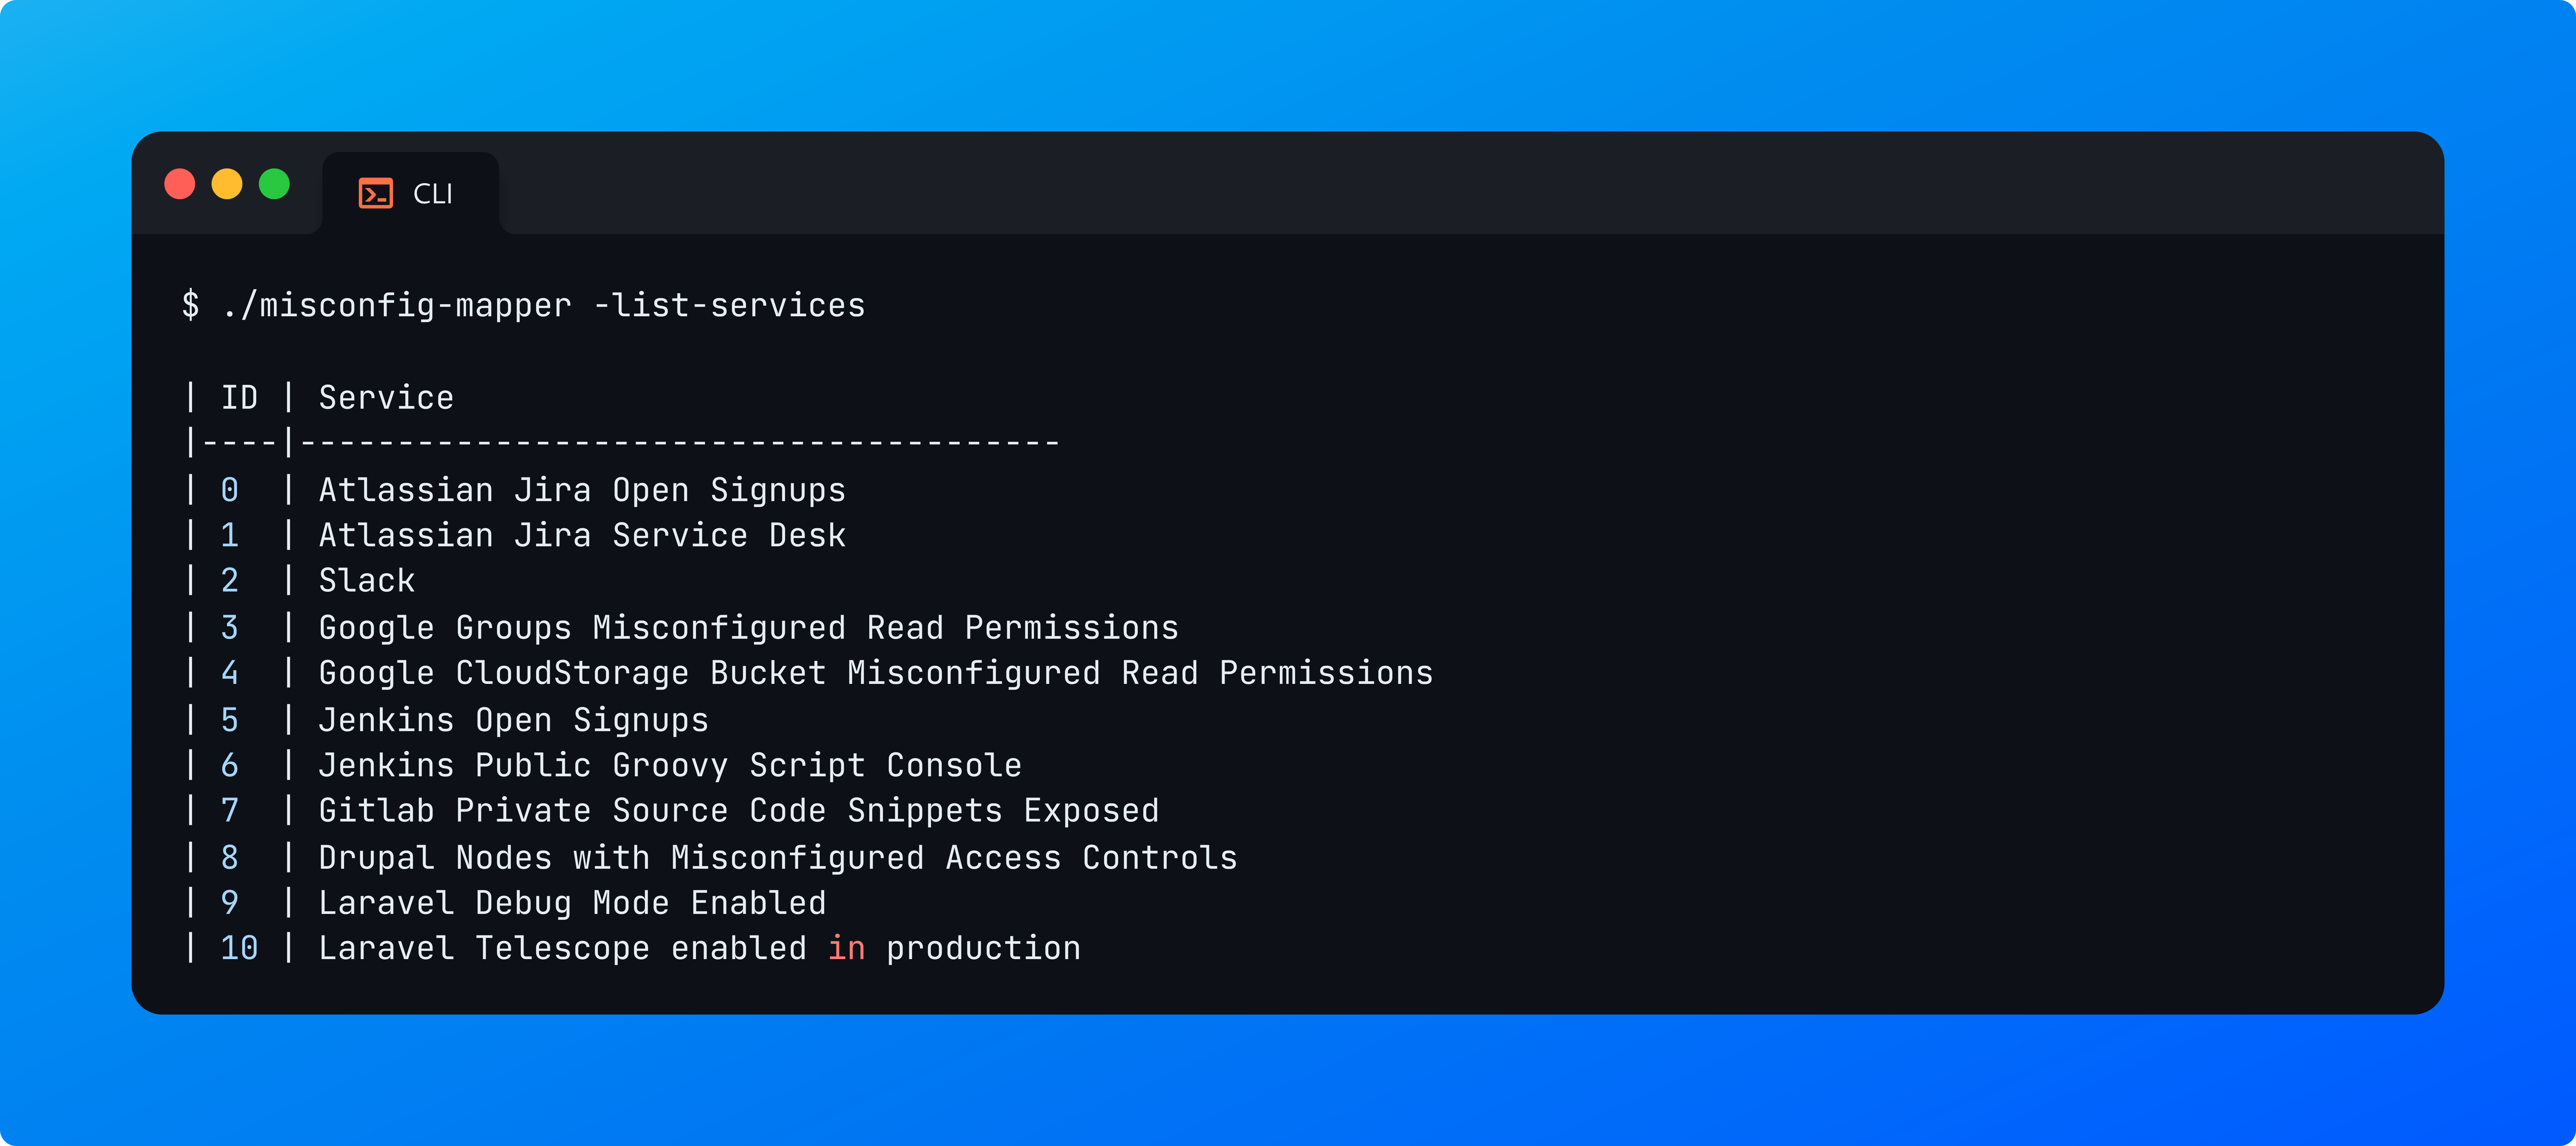 CLI
$ ./misconfig-mapper -list-services
| ID | Service
|----|---------------------------------------
| 0  | Atlassian Jira Open Signups
| 1  | Atlassian Jira Service Desk
| 2  | Slack
| 3  | Google Groups Misconfigured Read Permissions
| 4  | Google CloudStorage Bucket Misconfigured Read Permissions
| 5  | Jenkins Open Signups
| 6  | Jenkins Public Groovy Script Console
| 7  | Gitlab Private Source Code Snippets Exposed
| 8  | Drupal Nodes with Misconfigured Access Controls
| 9  | Laravel Debug Mode Enabled
| 10 | Laravel Telescope enabled in production